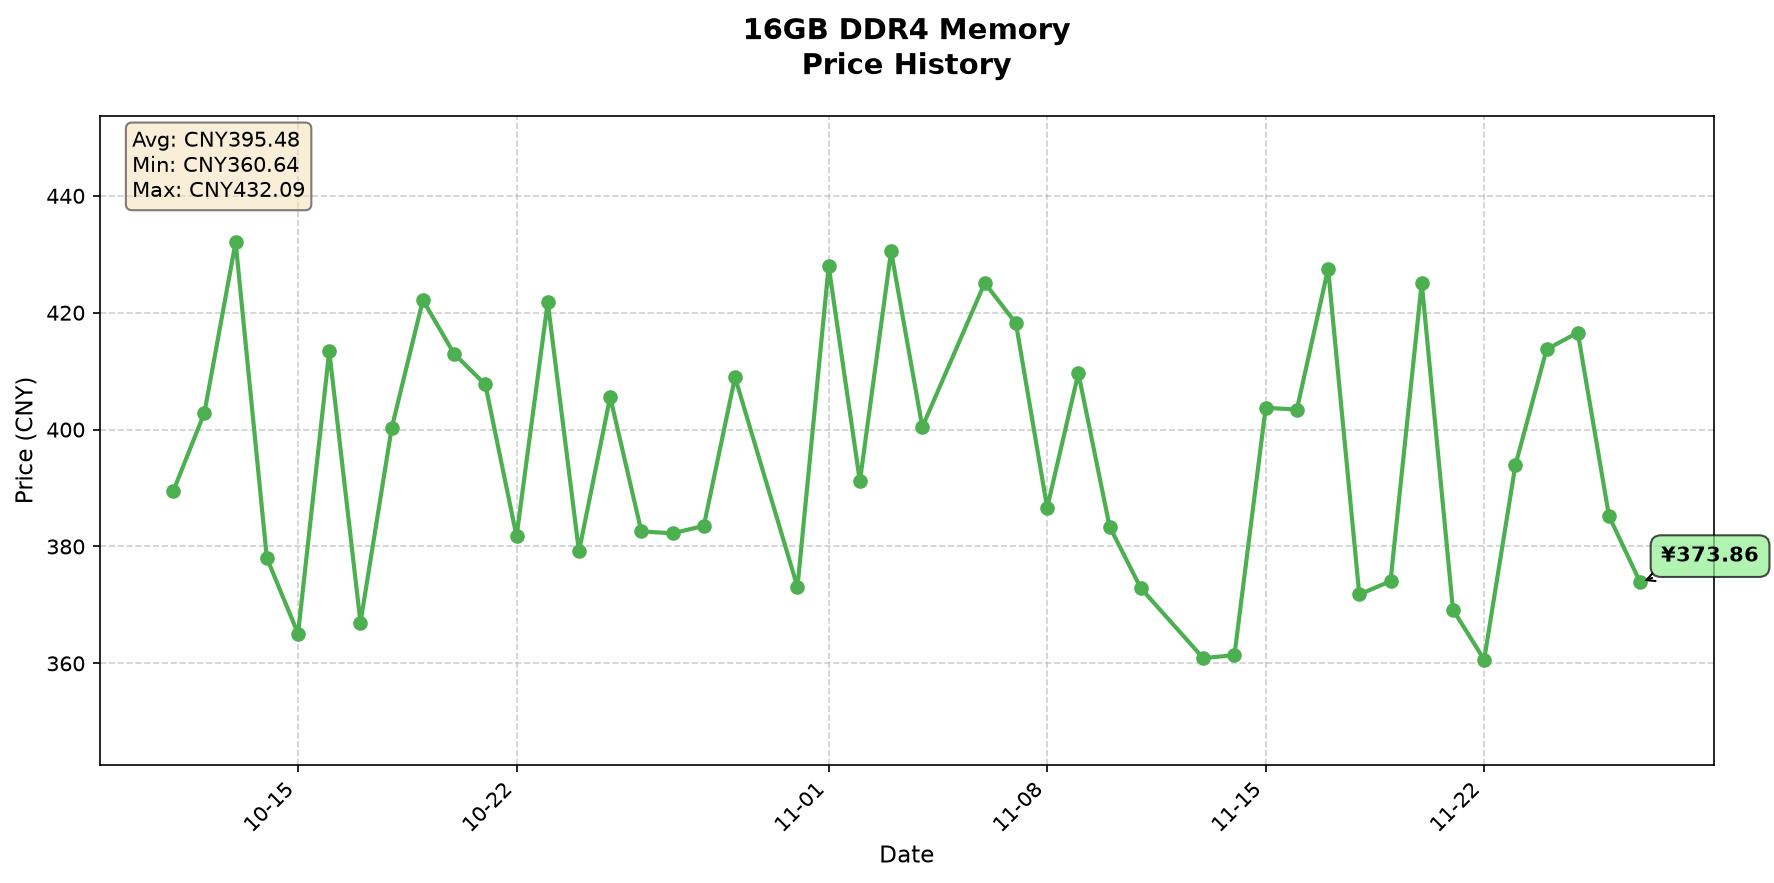 16GB DDR4 Memory
Price History
Avg: CNY395.48
Min: CNY360.64
Max: CNY432.09
Price (CNY)
440
420
400
380
360
¥373.86
10-15
10-22
11-01
11-08
11-15
11-22
Date